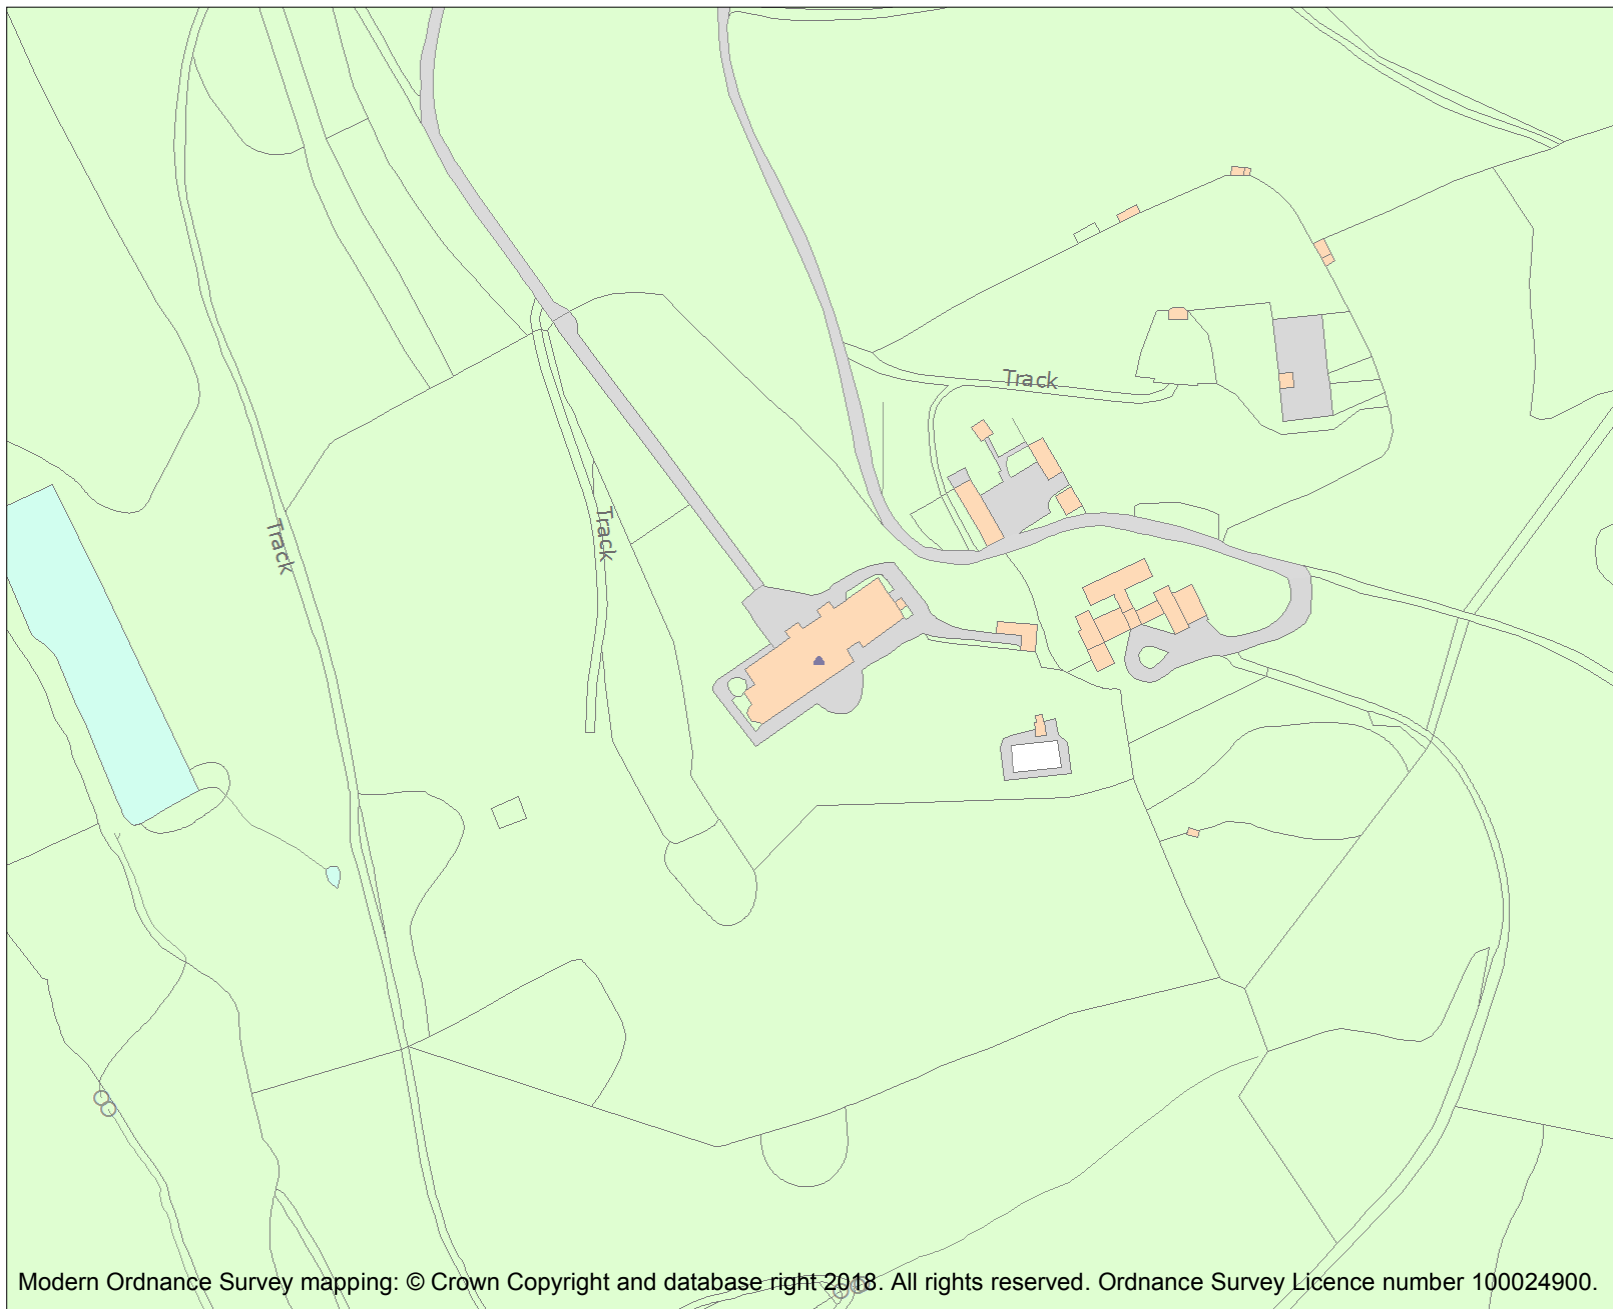 Track
Track
Track
Modern Ordnance Survey mapping: © Crown Copyright and database right 2018. All rights reserved. Ordnance Survey Licence number 100024900.